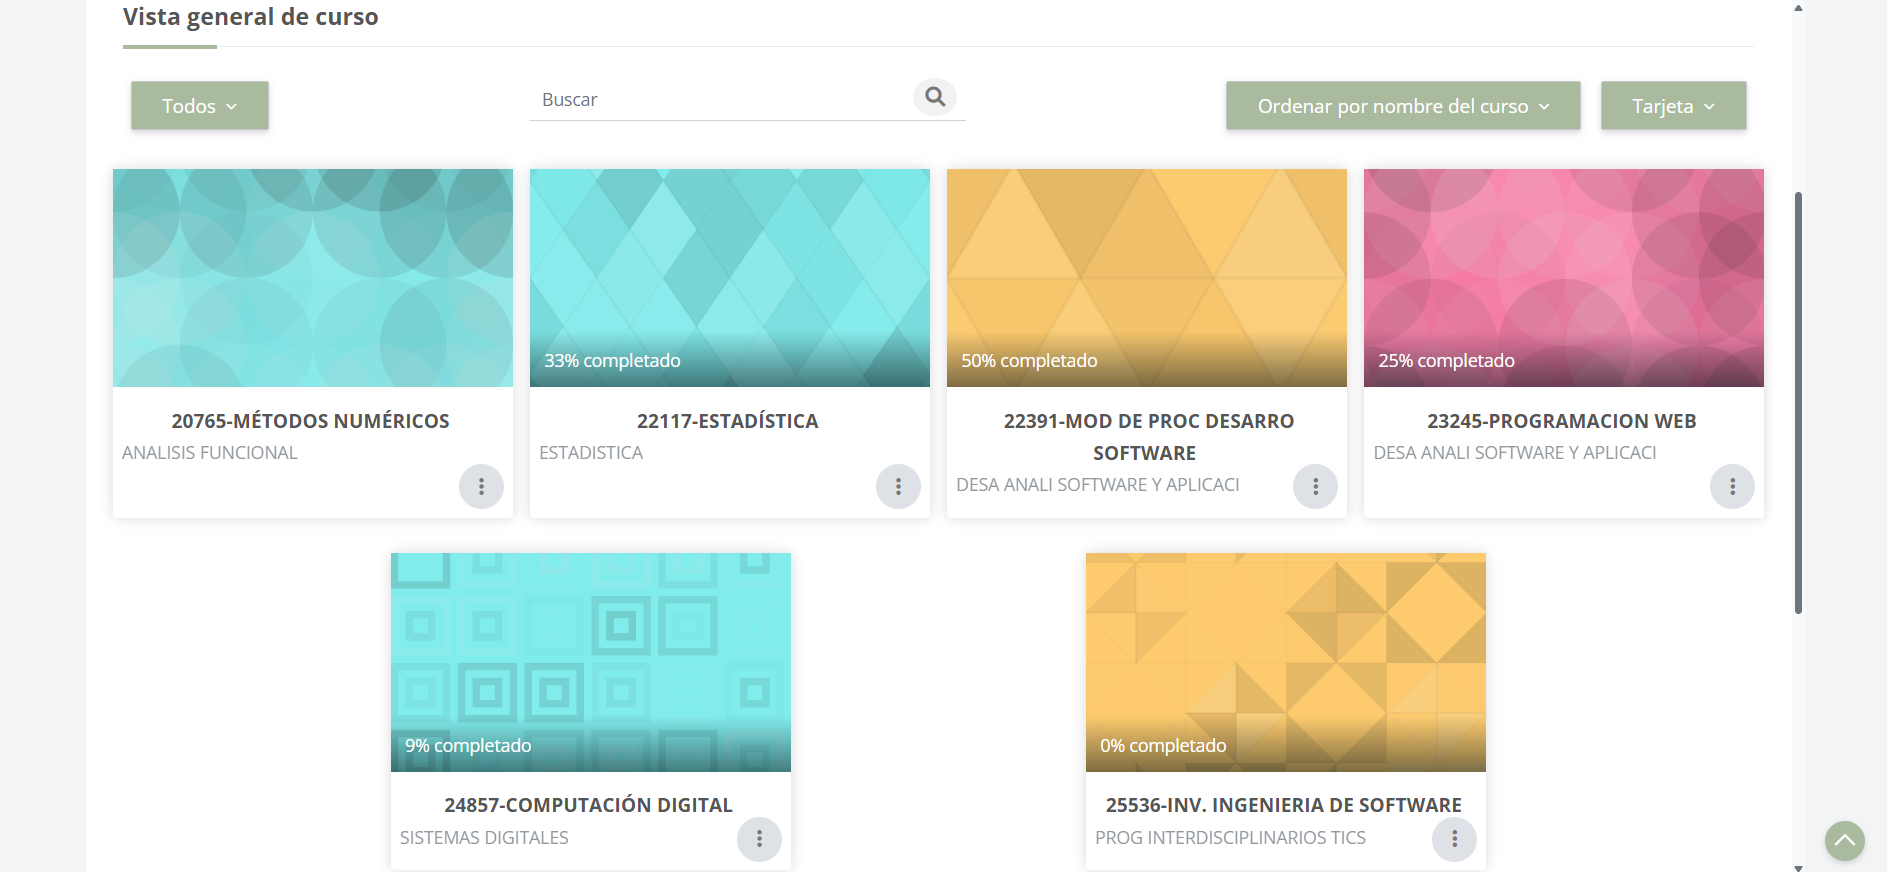 Vista general de curso
Todos
Buscar
Ordenar por nombre del curso
Tarjeta
33% completado
50% completado
25% completado
20765-MÉTODOS NUMÉRICOS
ANALISIS FUNCIONAL
22117-ESTADÍSTICA
ESTADISTICA
22391-MOD DE PROC DESARRO
SOFTWARE
DESA ANALI SOFTWARE Y APLICACI
23245-PROGRAMACION WEB
DESA ANALI SOFTWARE Y APLICACI
9% completado
0% completado
24857-COMPUTACIÓN DIGITAL
SISTEMAS DIGITALES
25536-INV. INGENIERIA DE SOFTWARE
PROG INTERDISCIPLINARIOS TICS